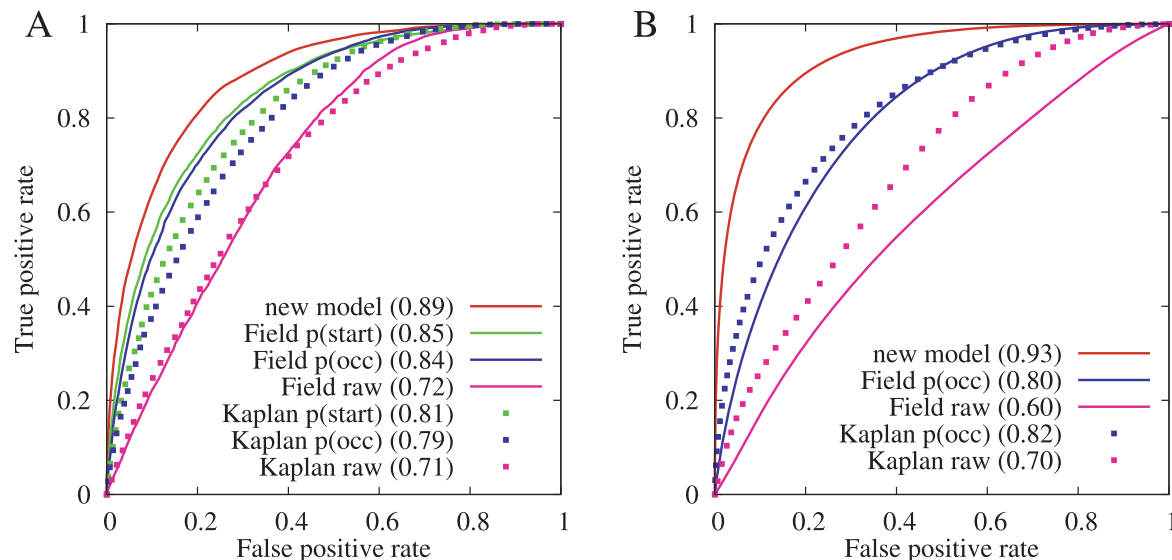 A
True positive rate
1
0.8
0.6
0.4
0.2
0
0 0.2 0.4 0.6 0.8 1
False positive rate
new model (0.89)
Field p(start) (0.85)
Field p(occ) (0.84)
Field raw (0.72)
Kaplan p(start) (0.81)
Kaplan p(occ) (0.79)
Kaplan raw (0.71)
B
True positive rate
1
0.8
0.6
0.4
0.2
0
0 0.2 0.4 0.6 0.8 1
False positive rate
new model (0.93)
Field p(occ) (0.80)
Field raw (0.60)
Kaplan p(occ) (0.82)
Kaplan raw (0.70)